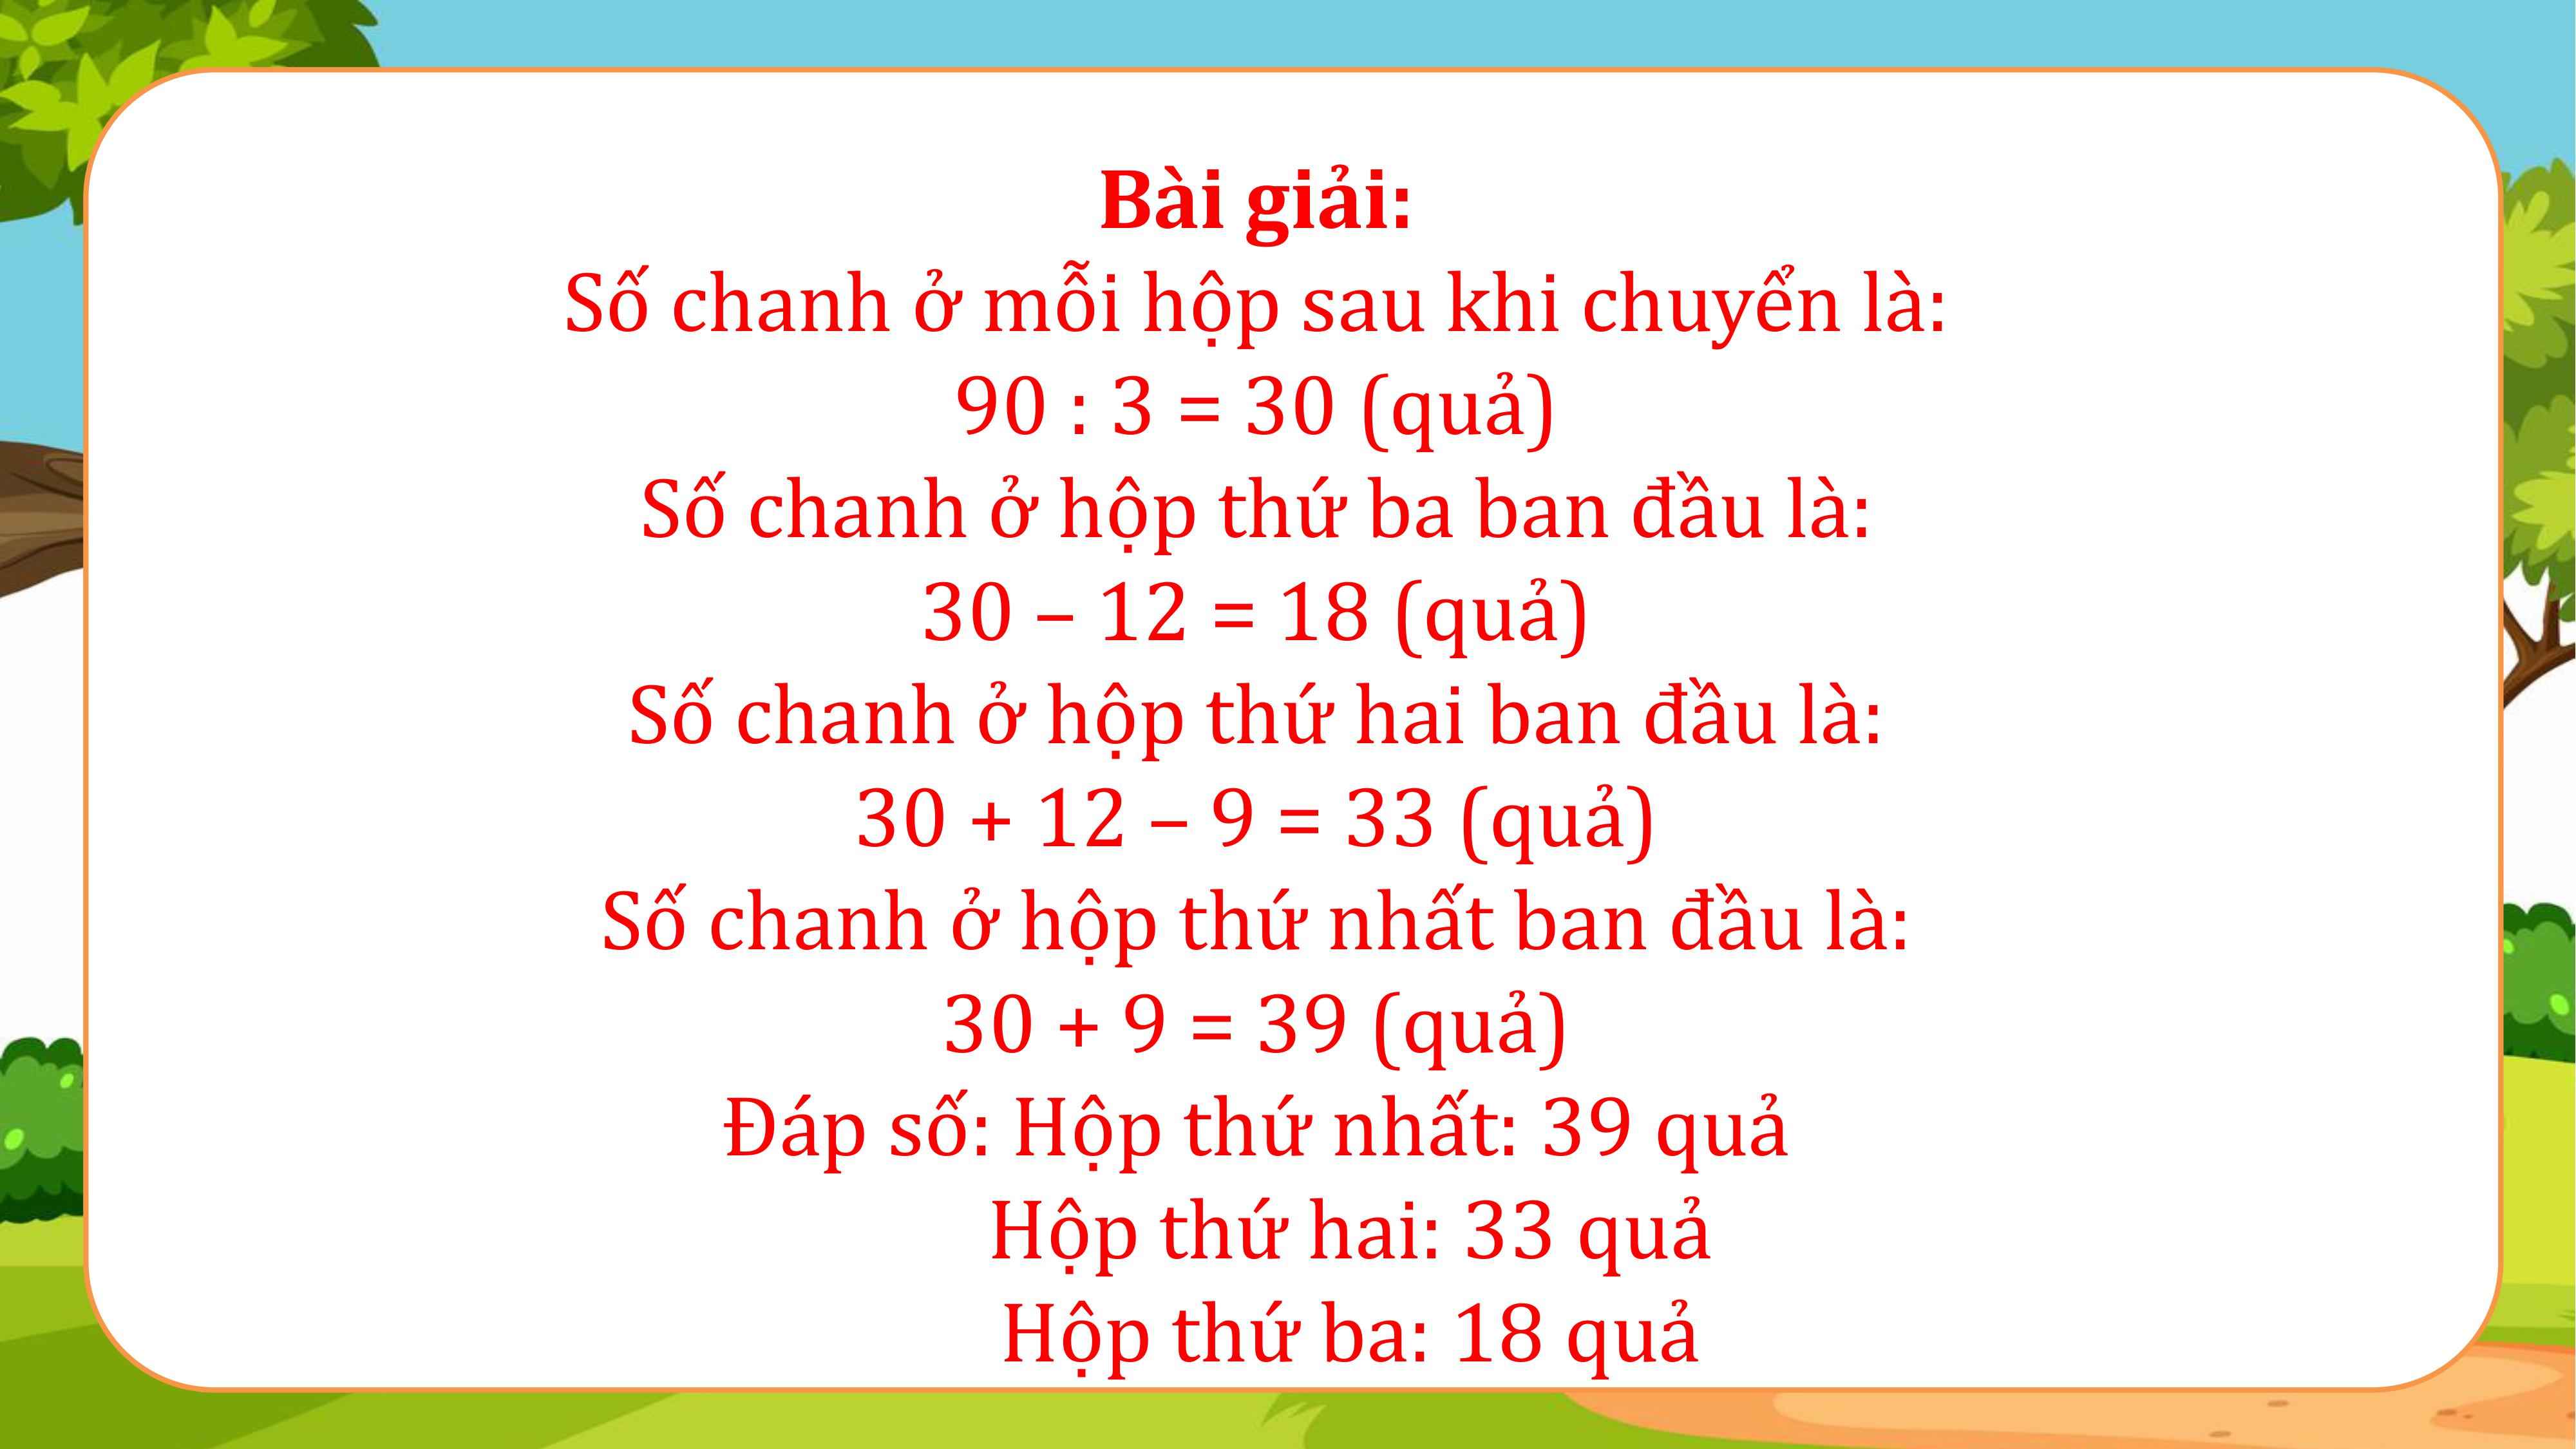 Bài giải:
Số chanh ở mỗi hộp sau khi chuyển là:
90 : 3 = 30 (quả)
Số chanh ở hộp thứ ba ban đầu là:
30 – 12 = 18 (quả)
Số chanh ở hộp thứ hai ban đầu là:
30 + 12 – 9 = 33 (quả)
Số chanh ở hộp thứ nhất ban đầu là:
30 + 9 = 39 (quả)
Đáp số: Hộp thứ nhất: 39 quả
Hộp thứ hai: 33 quả
Hộp thứ ba: 18 quả